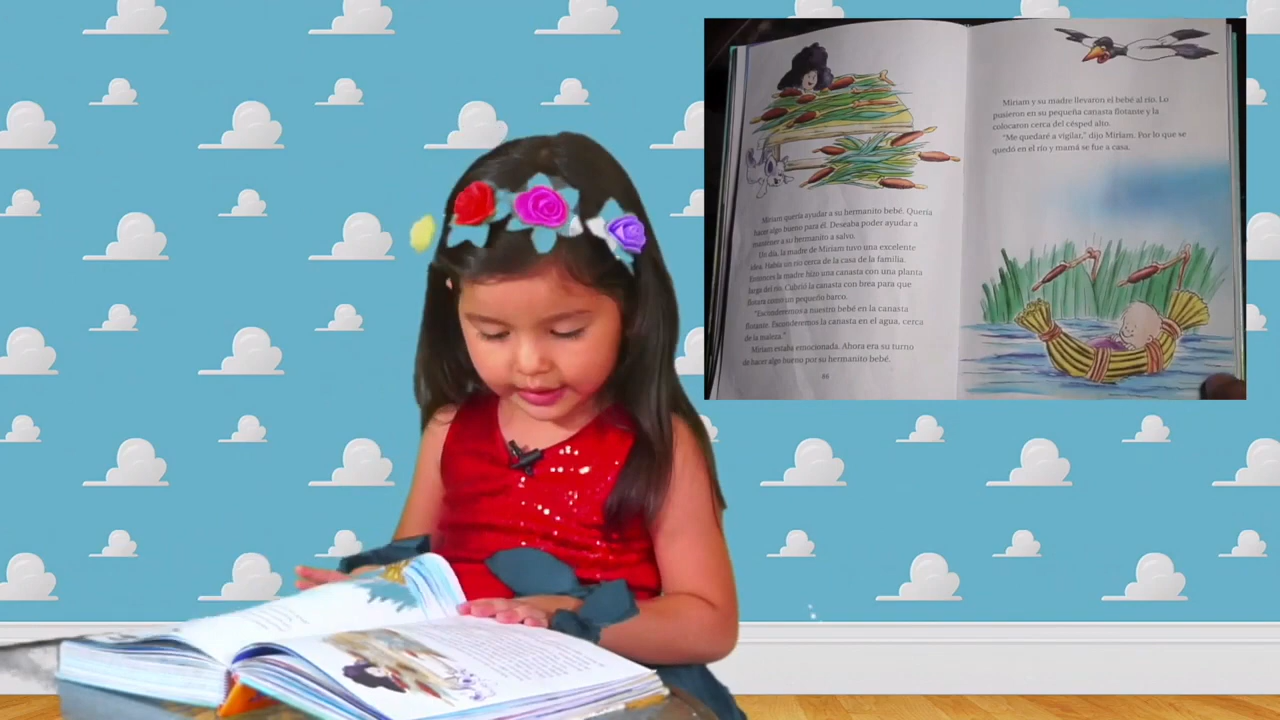 Miriam quería ayudar a su hermanito bebé. Quería
hacer algo bueno para él. Deseaba poder ayudar a
mantener a su hermanito a salvo.
Un día, la madre de Miriam tuvo una excelente
idea. Había un río cerca de la casa de la familia.
Entonces la madre hizo una canasta con una planta
larga del río. Cubrió la canasta con brea para que
flotara como un pequeño barco.
"Esconderemos a nuestro bebé en la canasta
flotante. Esconderemos la canasta en el agua, cerca
de la maleza."
Miriam estaba emocionada. Ahora era su turno
de hacer algo bueno por su hermanito bebé.
66
Miriam y su madre llevaron el bebé al río. Lo
pusieron en su pequeña canasta flotante y la
colocaron cerca del césped alto.
"Me quedaré a vigilar," dijo Miriam. Por lo que se
quedó en el río y mamá se fue a casa.